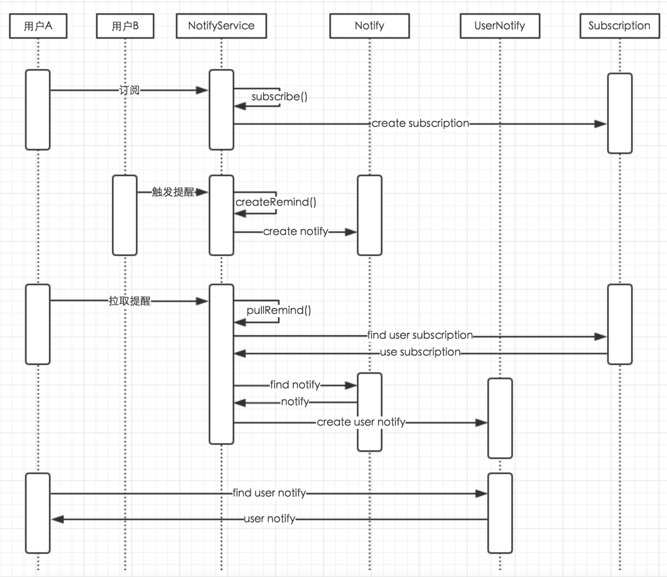 用户A
用户B
NotifyService
Notify
UserNotify
Subscription
订阅
subscribe()
create subscription
触发提醒
createRemind()
create notify
拉取提醒
pullRemind()
find user subscription
use subscription
find notify
notify
create user notify
find user notify
user notify